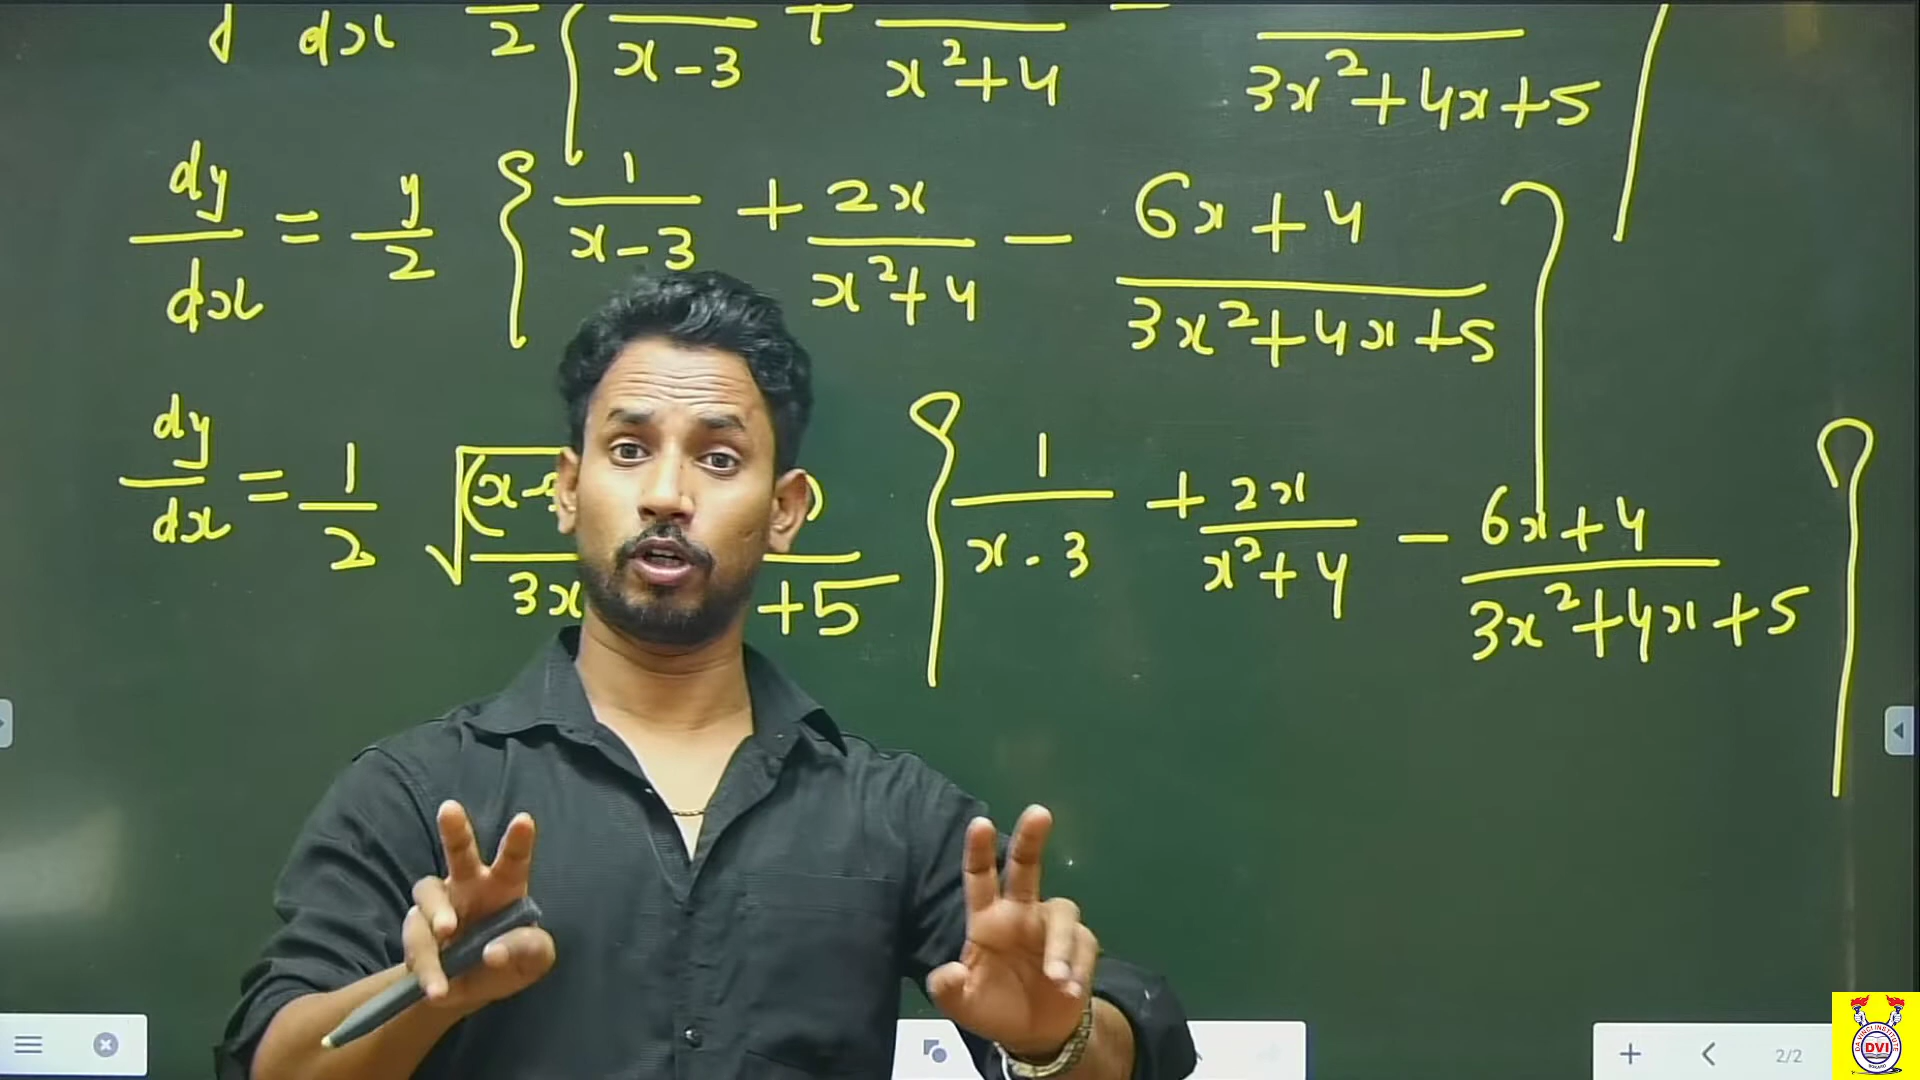 y dx 2 { x-3 + x²+4 - 3x²+4x+5
dy/dx = y/2 { 1/(x-3) + 2x/(x²+4) - (6x+4)/(3x²+4x+5) }
dy/dx = 1/2 √( (x- ) / 3x +5 { 1/(x-3) + 2x/(x²+4) - (6x+4)/(3x²+4x+5) }
2/2
DVI